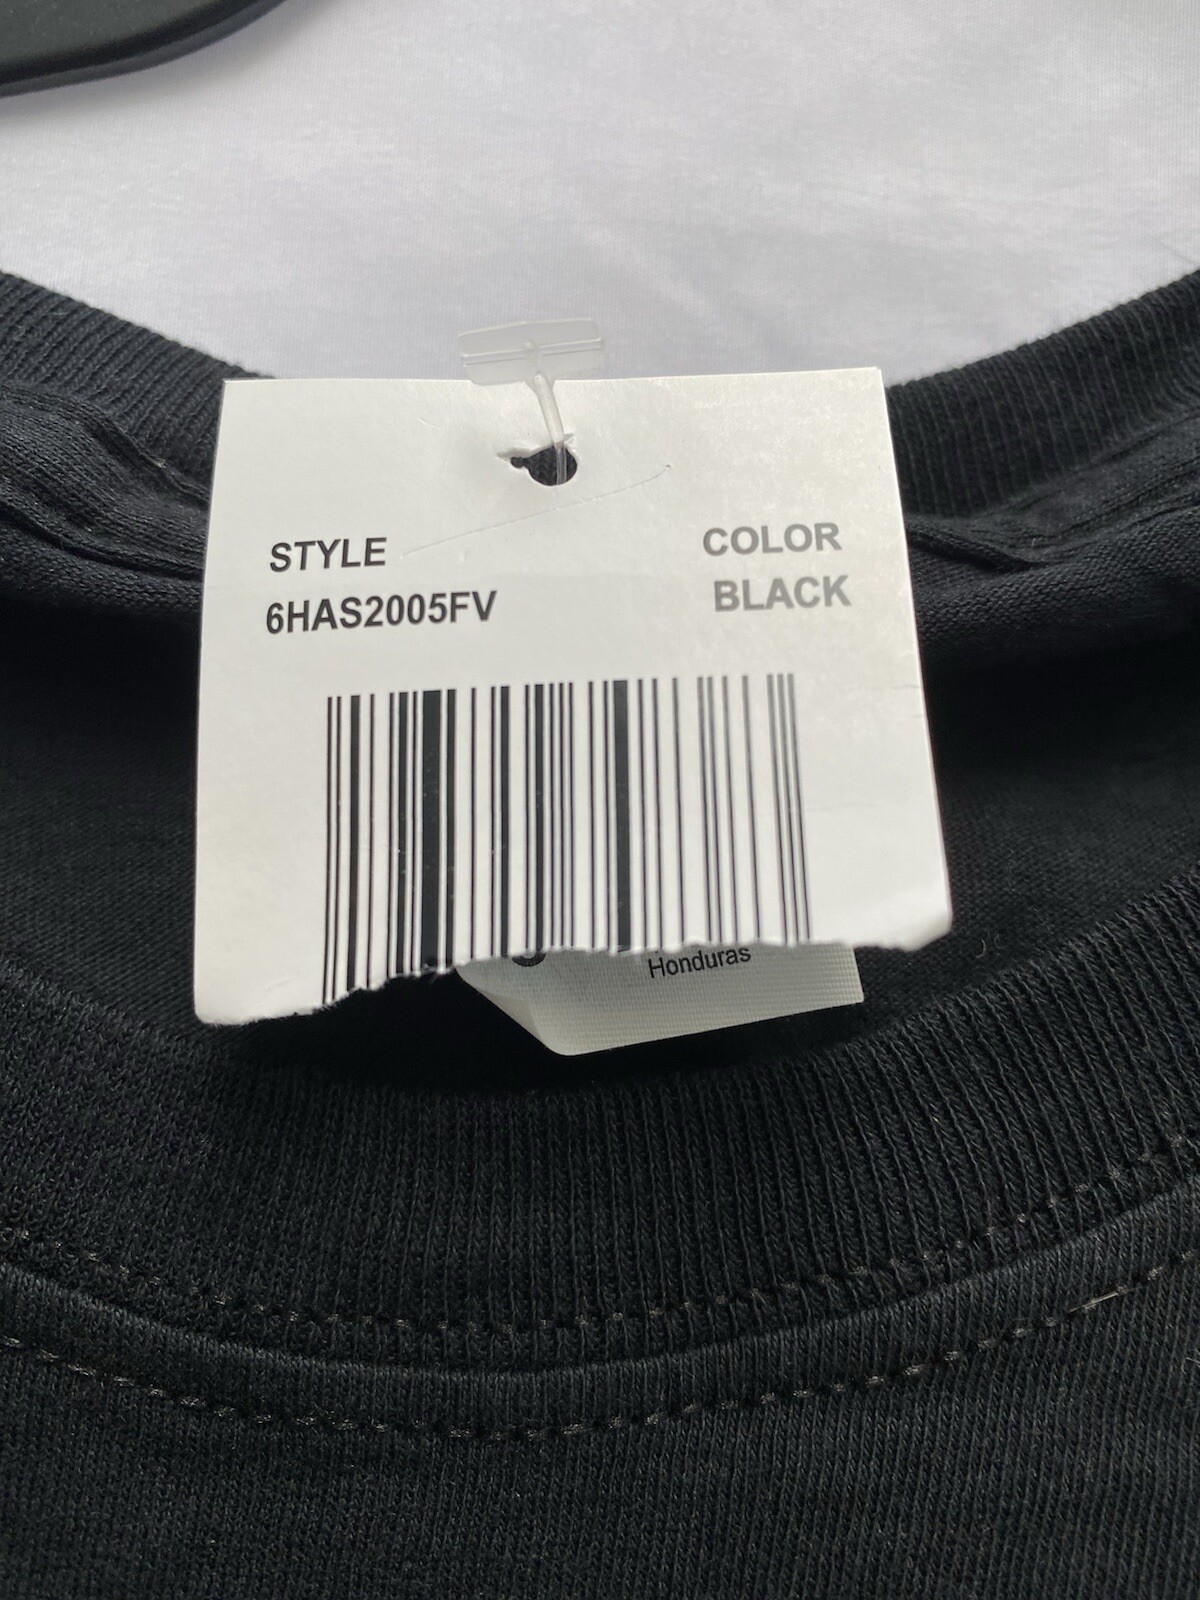 STYLE
6HAS2005FV
COLOR
BLACK
Honduras